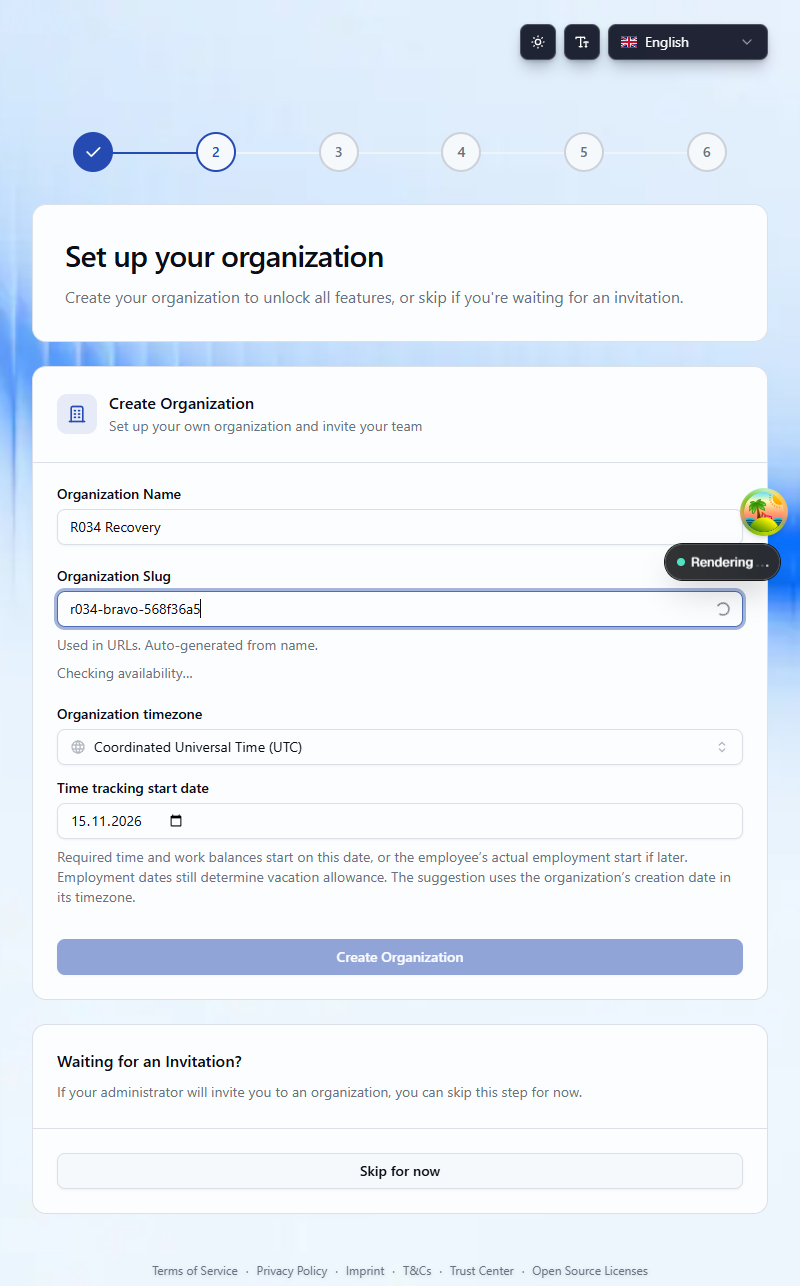 English
2
3
4
5
6
Set up your organization
Create your organization to unlock all features, or skip if you're waiting for an invitation.
Create Organization
Set up your own organization and invite your team
Organization Name
R034 Recovery
Rendering...
Organization Slug
r034-bravo-568f36a5
Used in URLs. Auto-generated from name.
Checking availability...
Organization timezone
Coordinated Universal Time (UTC)
Time tracking start date
15.11.2026
Required time and work balances start on this date, or the employee’s actual employment start if later.
Employment dates still determine vacation allowance. The suggestion uses the organization’s creation date in
its timezone.
Create Organization
Waiting for an Invitation?
If your administrator will invite you to an organization, you can skip this step for now.
Skip for now
Terms of Service · Privacy Policy · Imprint · T&Cs · Trust Center · Open Source Licenses